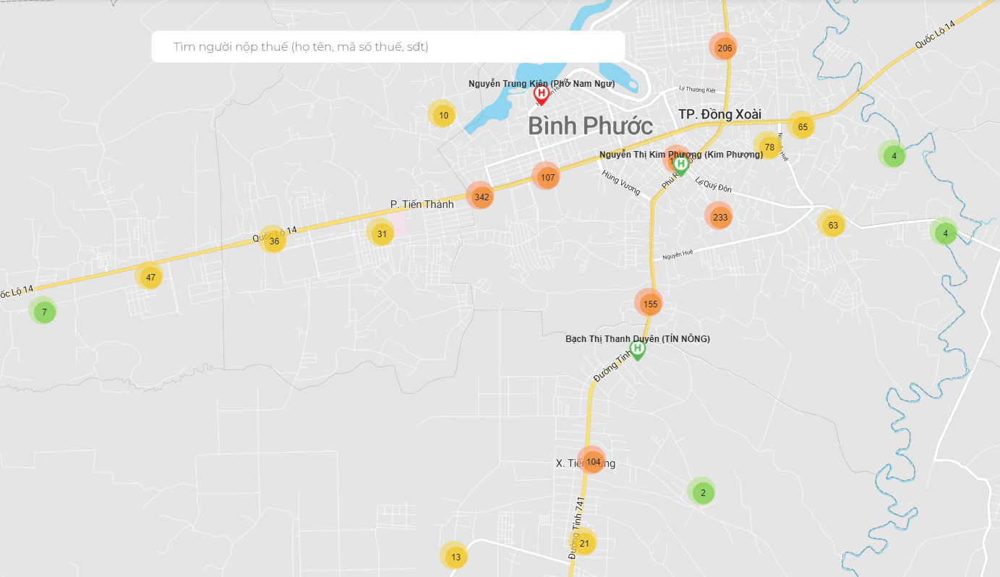 Quốc Lộ 14
Tìm người nộp thuế (họ tên, mã số thuế, sđt)
206
Nguyễn Trung Kiên (Phở Nam Ngư)
H
Lý Thường Kiệt
10
TP. Đồng Xoài
Bình Phước
65
Nguyễn Huệ
78
4
Nguyễn Thị Kim Phượng (Kim Phượng)
H
107
Hùng Vương
Lê Quý Đôn
342
P. Tiến Thành
233
63
4
31
Quốc Lộ 14
36
Nguyễn Huệ
47
ốc Lộ 14
7
155
Bạch Thị Thanh Duyên (TÍN NÔNG)
H
Đường Tỉnh
104
2
Đường Tỉnh 741
21
13